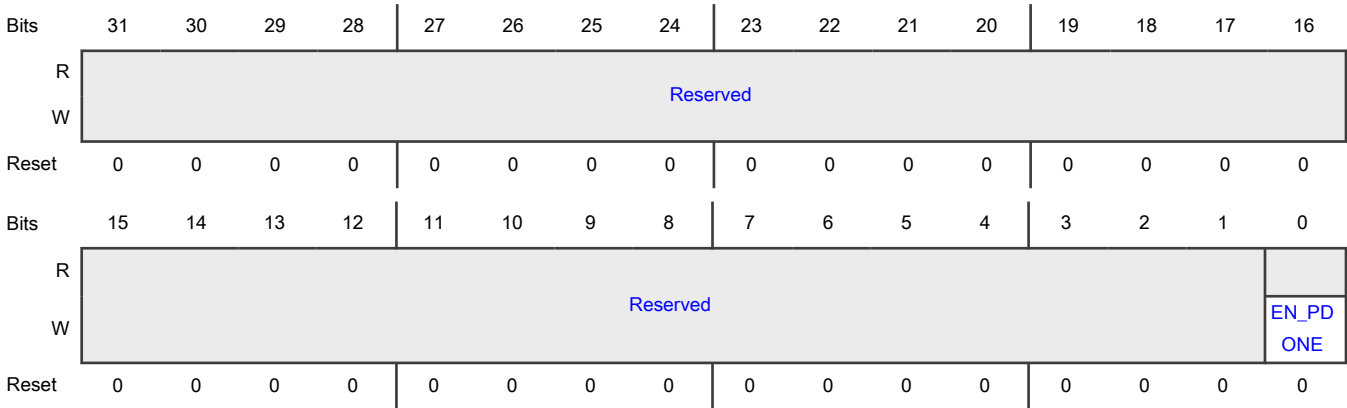 Bits 31 30 29 28 27 26 25 24 23 22 21 20 19 18 17 16
R
Reserved
W
Reset 0 0 0 0 0 0 0 0 0 0 0 0 0 0 0 0
Bits 15 14 13 12 11 10 9 8 7 6 5 4 3 2 1 0
R
Reserved
W
EN_PD
ONE
Reset 0 0 0 0 0 0 0 0 0 0 0 0 0 0 0 0